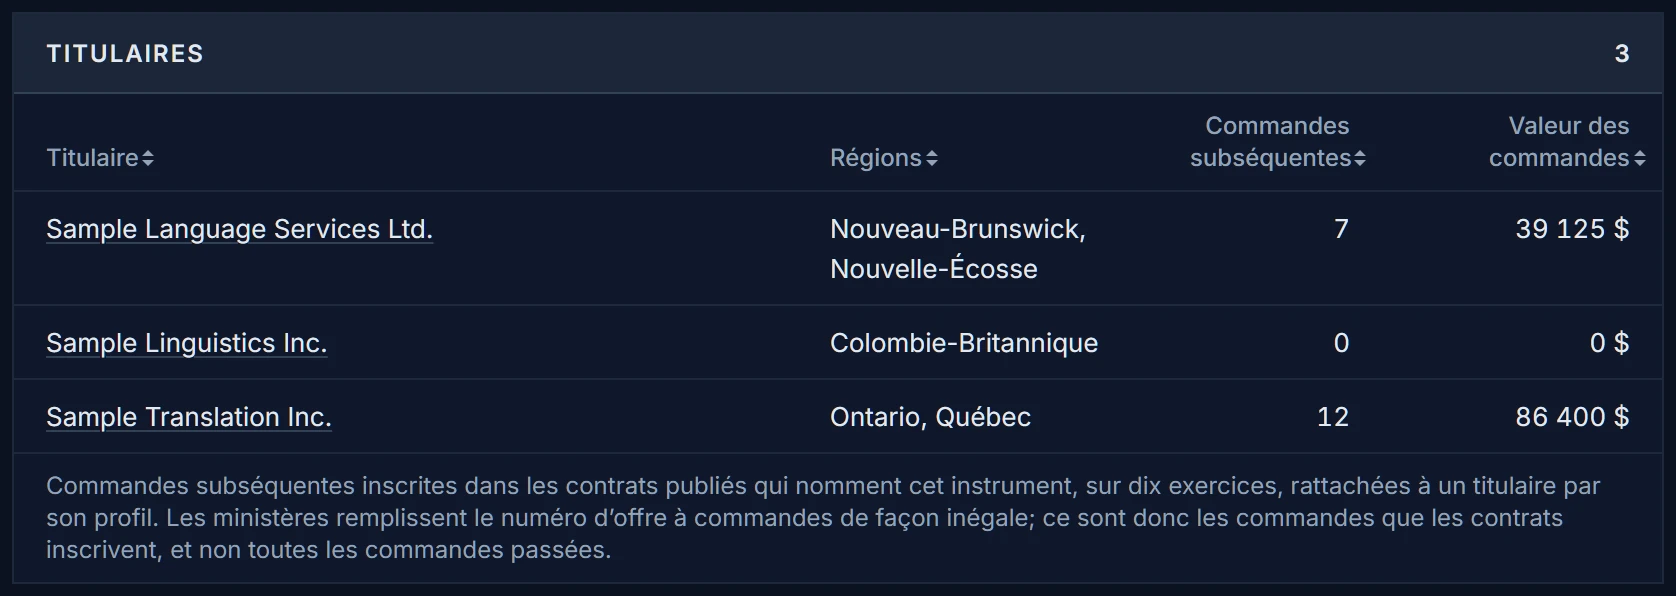 TITULAIRES 3
Titulaire Régions Commandes subséquentes Valeur des commandes
Sample Language Services Ltd. Nouveau-Brunswick, 7 39 125 $
Nouvelle-Écosse
Sample Linguistics Inc. Colombie-Britannique 0 0 $
Sample Translation Inc. Ontario, Québec 12 86 400 $
Commandes subséquentes inscrites dans les contrats publiés qui nomment cet instrument, sur dix exercices, rattachées à un titulaire par
son profil. Les ministères remplissent le numéro d’offre à commandes de façon inégale; ce sont donc les commandes que les contrats
inscrivent, et non toutes les commandes passées.